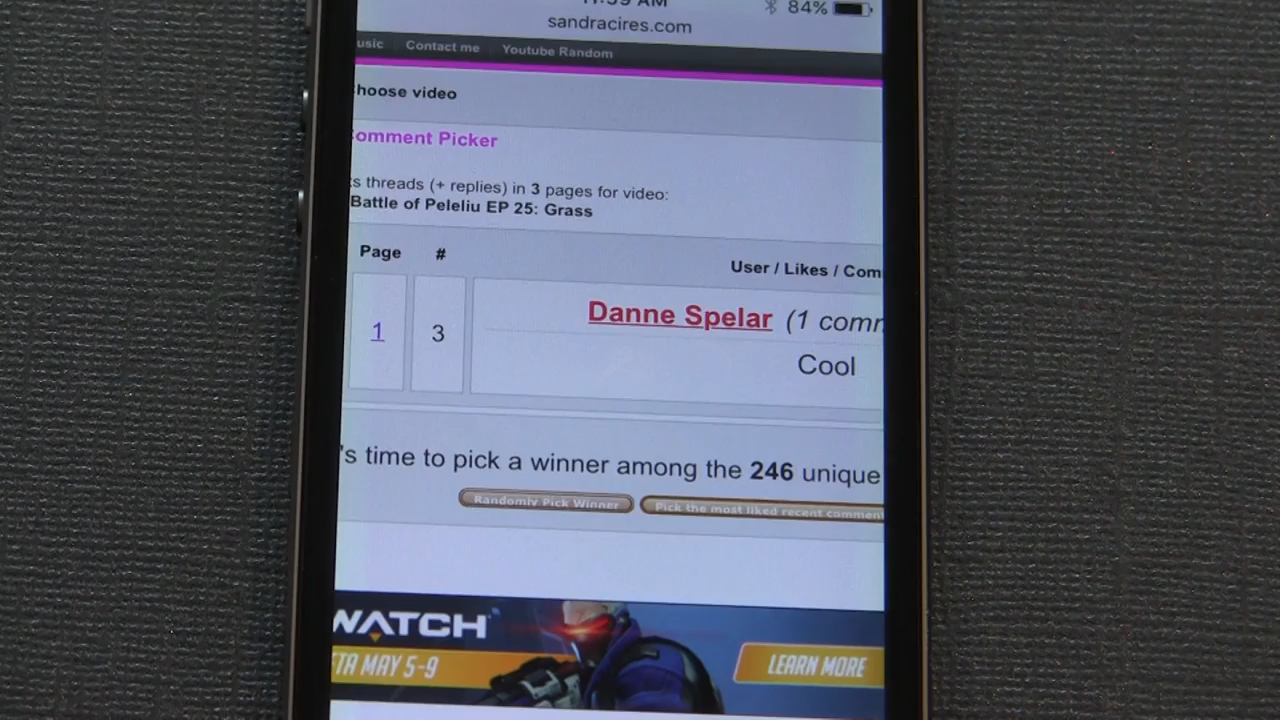 84%
sandracires.com
usic Contact me Youtube Random
hoose video
omment Picker
s threads (+ replies) in 3 pages for video:
Battle of Peleliu EP 25: Grass
Page # User / Likes / Com
1 3 Danne Spelar (1 comm
Cool
's time to pick a winner among the 246 unique
Randomly Pick Winner Pick the most liked recent comment
WATCH
TA MAY 5-9
LEARN MORE